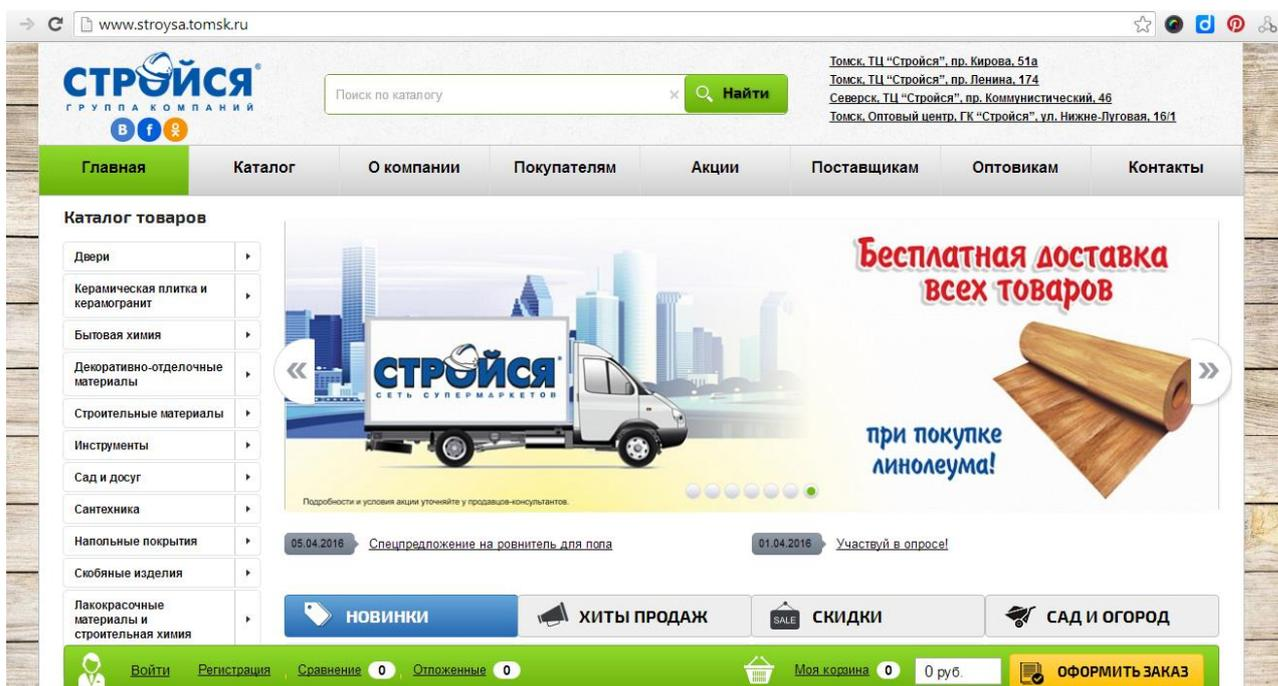 www.stroysa.tomsk.ru
СТРОЙСЯ®
ГРУППА КОМПАНИЙ
Поиск по каталогу
Найти
Томск, ТЦ "Стройся", пр. Кирова, 51а
Томск, ТЦ "Стройся", пр. Ленина, 174
Северск, ТЦ "Стройся", пр. Коммунистический, 46
Томск, Оптовый центр, ГК "Стройся", ул. Нижне-Луговая, 16/1
Главная Каталог О компании Покупателям Акции Поставщикам Оптовикам Контакты
Каталог товаров
Двери
Керамическая плитка и
керамогранит
Бытовая химия
Декоративно-отделочные
материалы
Строительные материалы
Инструменты
Сад и досуг
Сантехника
Напольные покрытия
Скобяные изделия
Лакокрасочные
материалы и
строительная химия
СТРОЙСЯ®
СЕТЬ СУПЕРМАРКЕТОВ
Бесплатная доставка
всех товаров
при покупке
линолеума!
Подробности и условия акции уточняйте у продавцов-консультантов.
05.04.2016 Спецпредложение на ровнитель для пола
01.04.2016 Участвуй в опросе!
НОВИНКИ
ХИТЫ ПРОДАЖ
SALE СКИДКИ
САД И ОГОРОД
Войти Регистрация Сравнение 0 Отложенные 0 Моя корзина 0 0 руб. ОФОРМИТЬ ЗАКАЗ